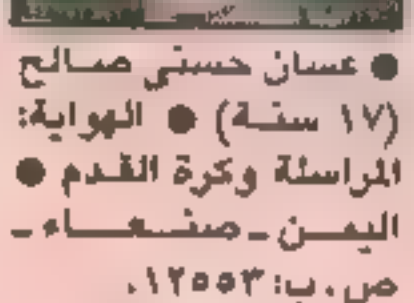 ● غسان حسني صالح
(١٧ سنة) ● الهواية:
المراسلة وكرة القدم ●
اليمن ـ صنعاء ـ
ص.ب: ١٢٥٥٣.